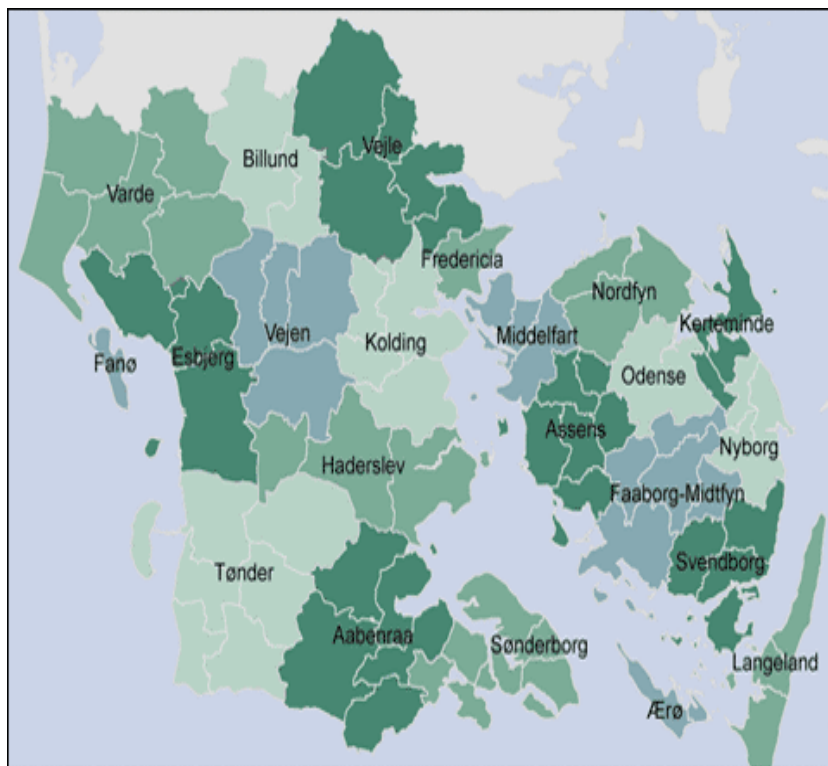 Vejle
Billund
Varde
Fredericia
Nordfyn
Kerteminde
Vejen
Middelfart
Kolding
Esbjerg
Fanø
Odense
Assens
Nyborg
Haderslev
Faaborg-Midtfyn
Svendborg
Tønder
Aabenraa
Sønderborg
Langeland
Ærø